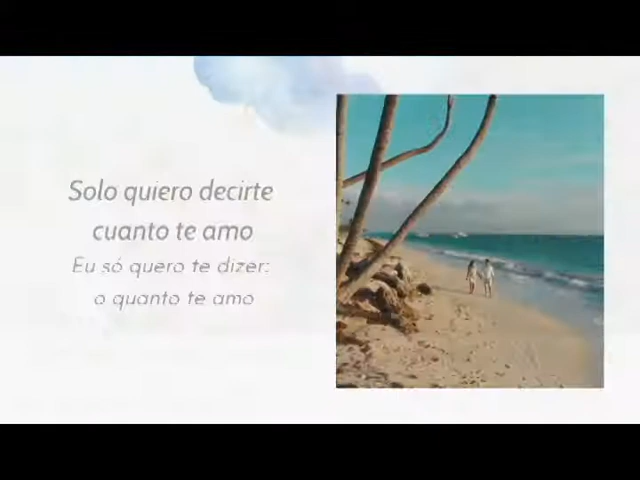 Solo quiero decirte
cuanto te amo
Eu só quero te dizer:
o quanto te amo